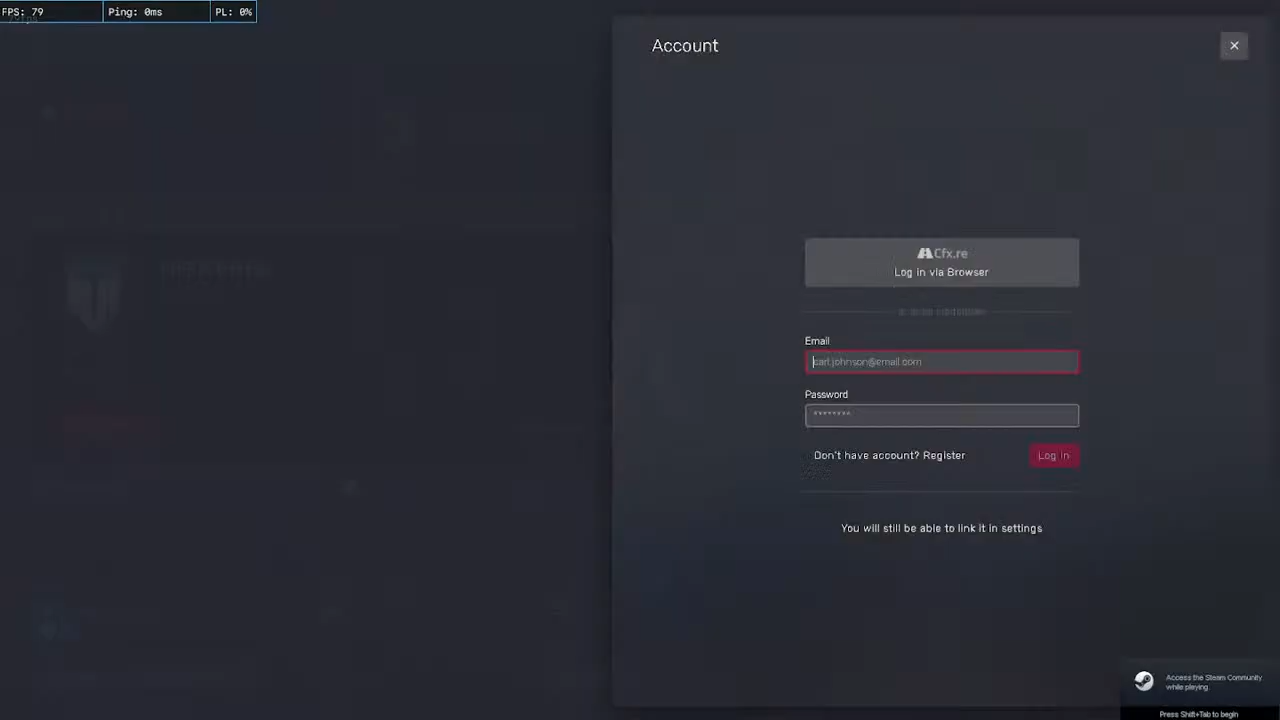 FPS: 79
Ping: 0ms
PL: 0%
Account
Cfx.re
Log in via Browser
Email
carl.johnson@email.com
Password
********
Don't have account? Register
Log in
You will still be able to link it in settings
Access the Steam Community
while playing.
Press Shift+Tab to begin